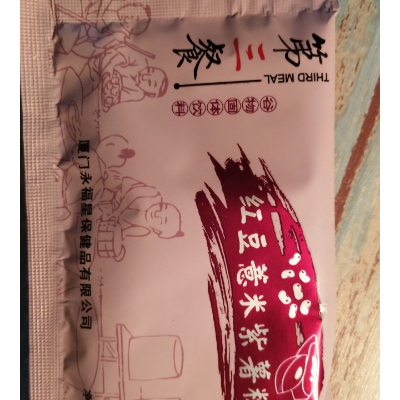 第三餐
THIRD MEAL
谷物固体饮料
红豆薏米紫薯
厦门永福星保健品有限公司